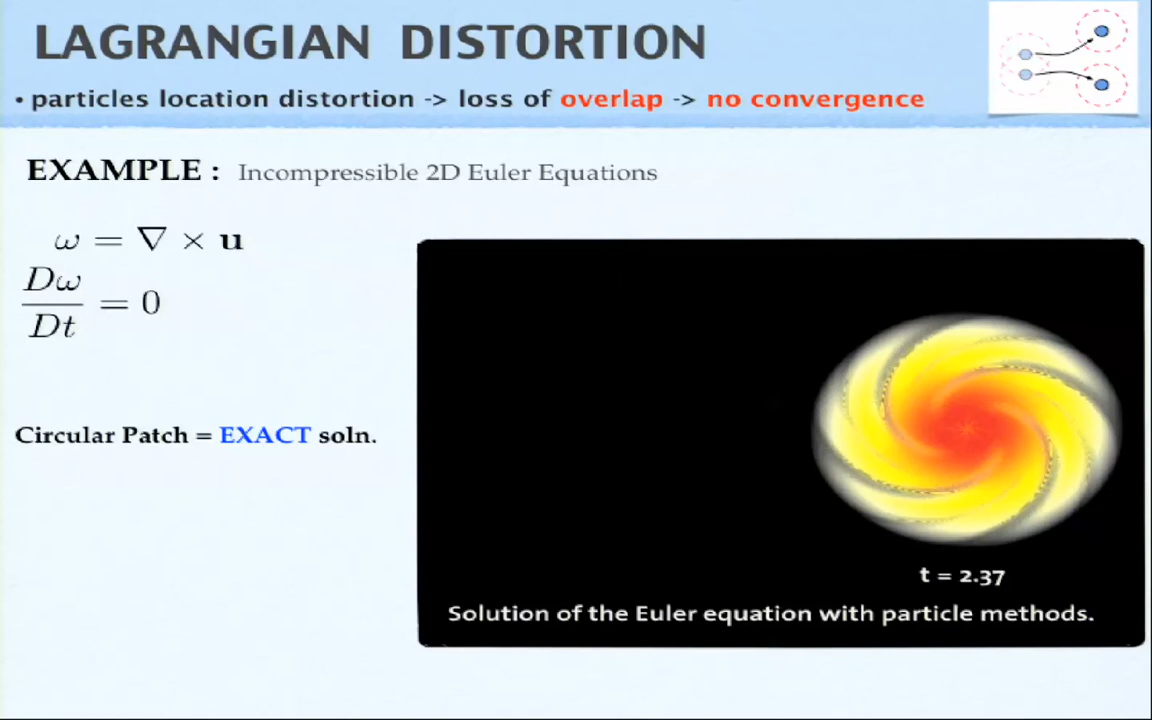 LAGRANGIAN DISTORTION
• particles location distortion -> loss of overlap -> no convergence
EXAMPLE : Incompressible 2D Euler Equations
ω = ∇ × u
Dω/Dt = 0
Circular Patch = EXACT soln.
t = 2.37
Solution of the Euler equation with particle methods.